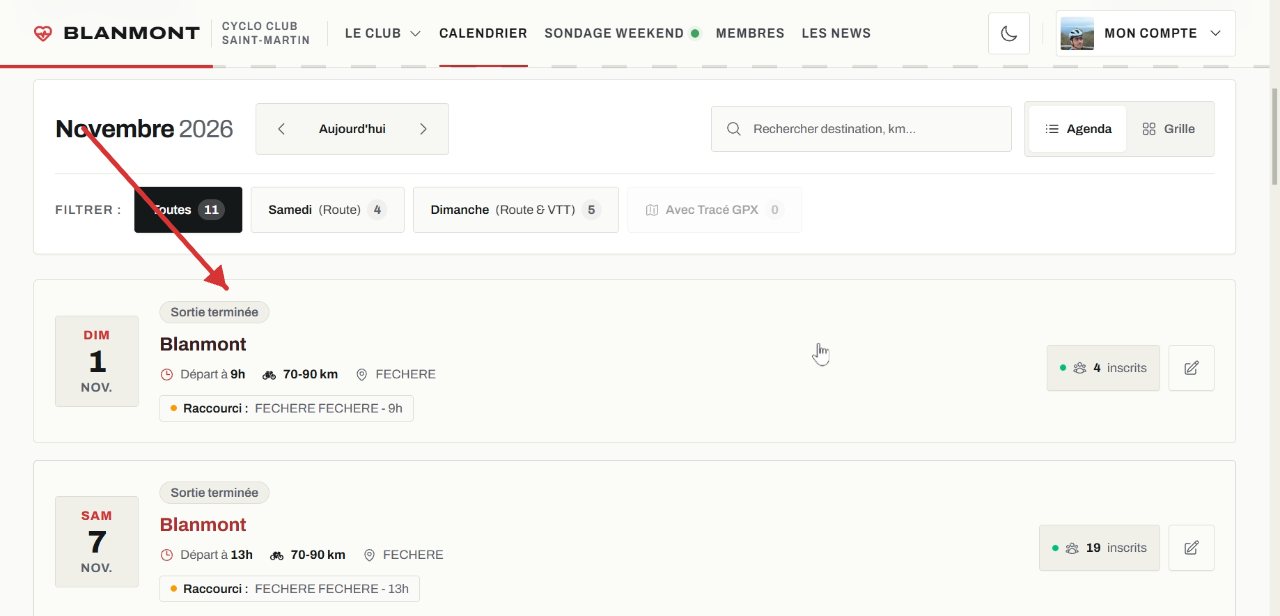 BLANMONT
CYCLO CLUB
SAINT-MARTIN
LE CLUB
CALENDRIER
SONDAGE WEEKEND
MEMBRES
LES NEWS
MON COMPTE
Novembre 2026
Aujourd'hui
Rechercher destination, km...
Agenda
Grille
FILTRER :
Toutes 11
Samedi (Route) 4
Dimanche (Route & VTT) 5
Avec Tracé GPX 0
DIM
1
NOV.
Sortie terminée
Blanmont
Départ à 9h 70-90 km FECHERE
Raccourci : FECHERE FECHERE - 9h
4 inscrits
SAM
7
NOV.
Sortie terminée
Blanmont
Départ à 13h 70-90 km FECHERE
Raccourci : FECHERE FECHERE - 13h
19 inscrits